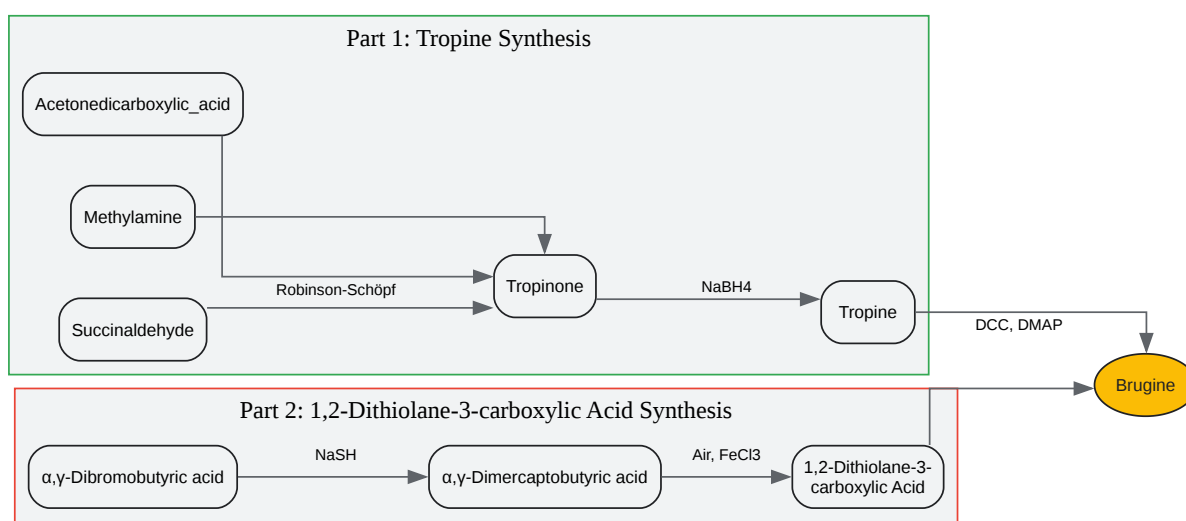 Part 1: Tropine Synthesis
Acetonedicarboxylic_acid
Methylamine
Succinaldehyde
Robinson-Schöpf
Tropinone
NaBH4
Tropine
DCC, DMAP
Brugine
Part 2: 1,2-Dithiolane-3-carboxylic Acid Synthesis
α,γ-Dibromobutyric acid
NaSH
α,γ-Dimercaptobutyric acid
Air, FeCl3
1,2-Dithiolane-3-
carboxylic Acid